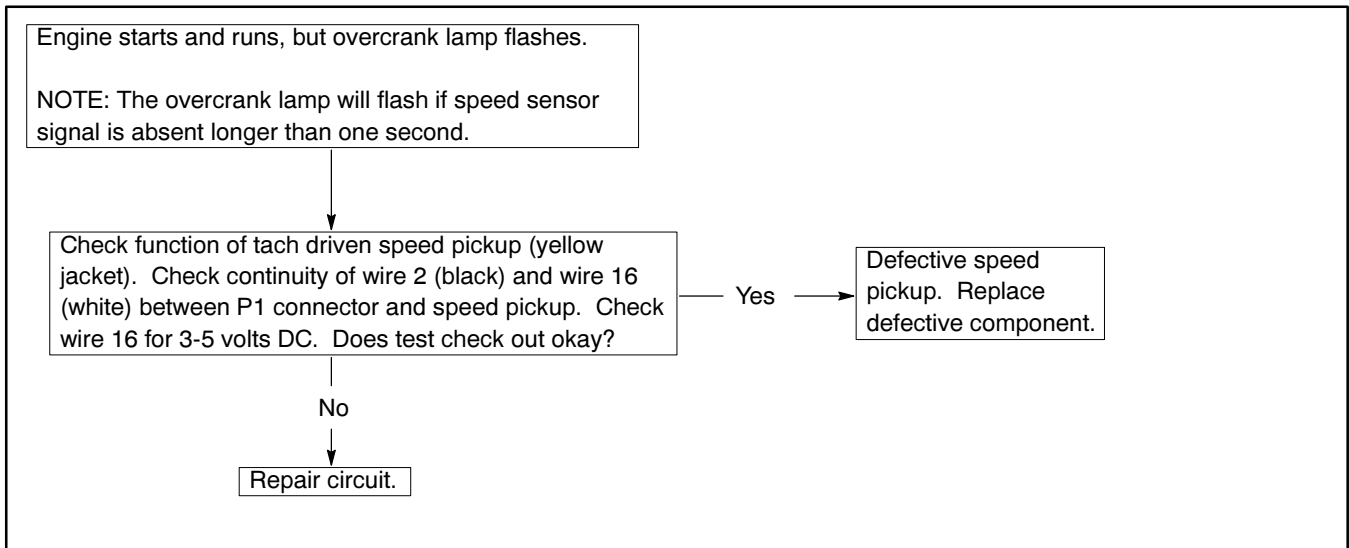 Engine starts and runs, but overcrank lamp flashes.
NOTE: The overcrank lamp will flash if speed sensor
signal is absent longer than one second.
Check function of tach driven speed pickup (yellow
jacket).  Check continuity of wire 2 (black) and wire 16
(white) between P1 connector and speed pickup.  Check
wire 16 for 3-5 volts DC.  Does test check out okay?
Yes
Defective speed
pickup.  Replace
defective component.
No
Repair circuit.